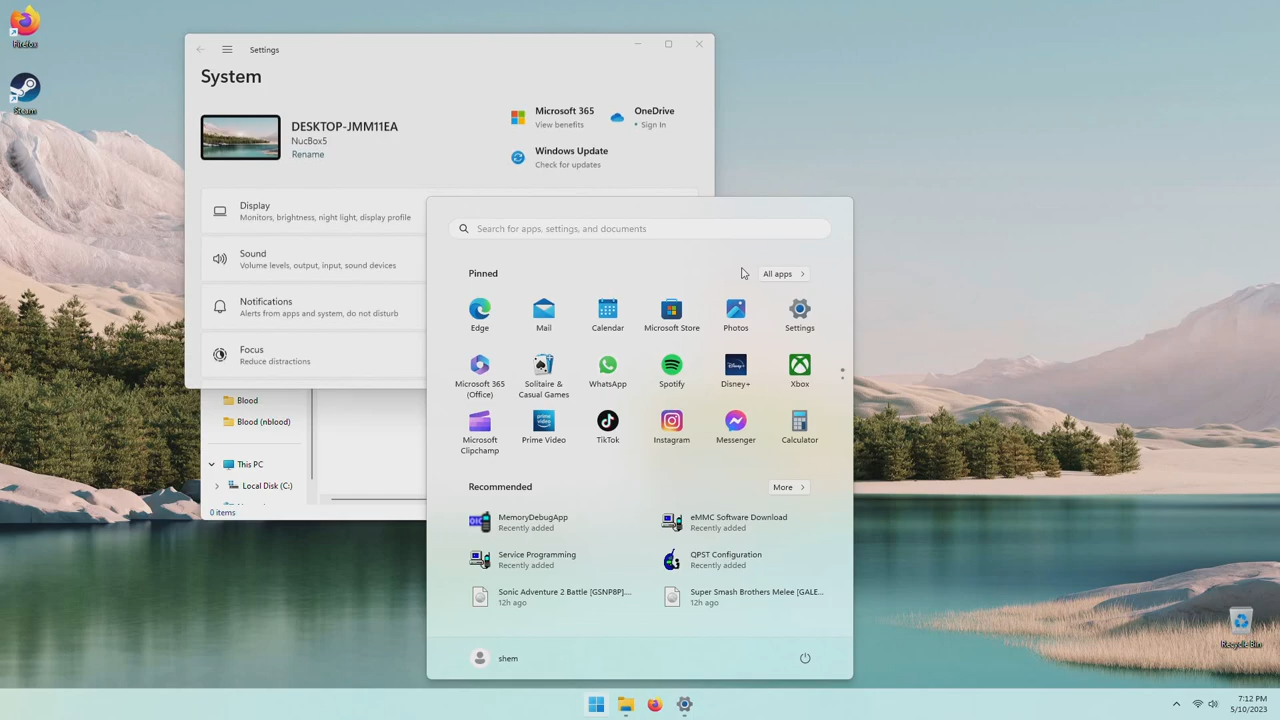 Firefox
Steam
Settings
System
DESKTOP-JMM11EA
NucBox5
Rename
Microsoft 365
View benefits
OneDrive
• Sign In
Windows Update
Check for updates
Display
Monitors, brightness, night light, display profile
Sound
Volume levels, output, input, sound devices
Notifications
Alerts from apps and system, do not disturb
Focus
Reduce distractions
Blood
Blood (nblood)
This PC
Local Disk (C:)
0 items
Search for apps, settings, and documents
Pinned
All apps
Edge
Mail
Calendar
Microsoft Store
Photos
Settings
Microsoft 365
(Office)
Solitaire &
Casual Games
WhatsApp
Spotify
Disney+
Xbox
Microsoft
Clipchamp
Prime Video
TikTok
Instagram
Messenger
Calculator
Recommended
More
MemoryDebugApp
Recently added
eMMC Software Download
Recently added
Service Programming
Recently added
QPST Configuration
Recently added
Sonic Adventure 2 Battle [GSNP8P]....
12h ago
Super Smash Brothers Melee [GALE...
12h ago
shem
Recycle Bin
7:12 PM
5/10/2023